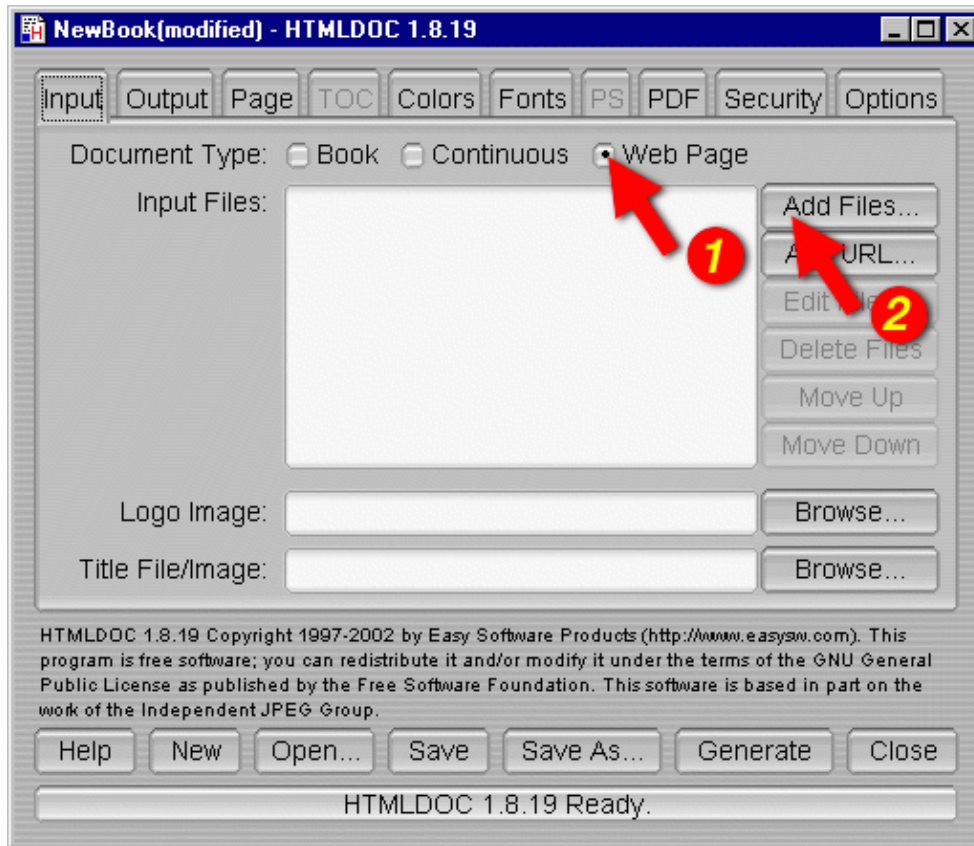 NewBook(modified) - HTMLDOC 1.8.19
Input Output Page TOC Colors Fonts PS PDF Security Options
Document Type: Book Continuous Web Page
Input Files:
Add Files...
1
URL...
Edit
2
Delete Files
Move Up
Move Down
Logo Image: Browse...
Title File/Image: Browse...
HTMLDOC 1.8.19 Copyright 1997-2002 by Easy Software Products (http://www.easysw.com). This
program is free software; you can redistribute it and/or modify it under the terms of the GNU General
Public License as published by the Free Software Foundation. This software is based in part on the
work of the Independent JPEG Group.
Help New Open... Save Save As... Generate Close
HTMLDOC 1.8.19 Ready.